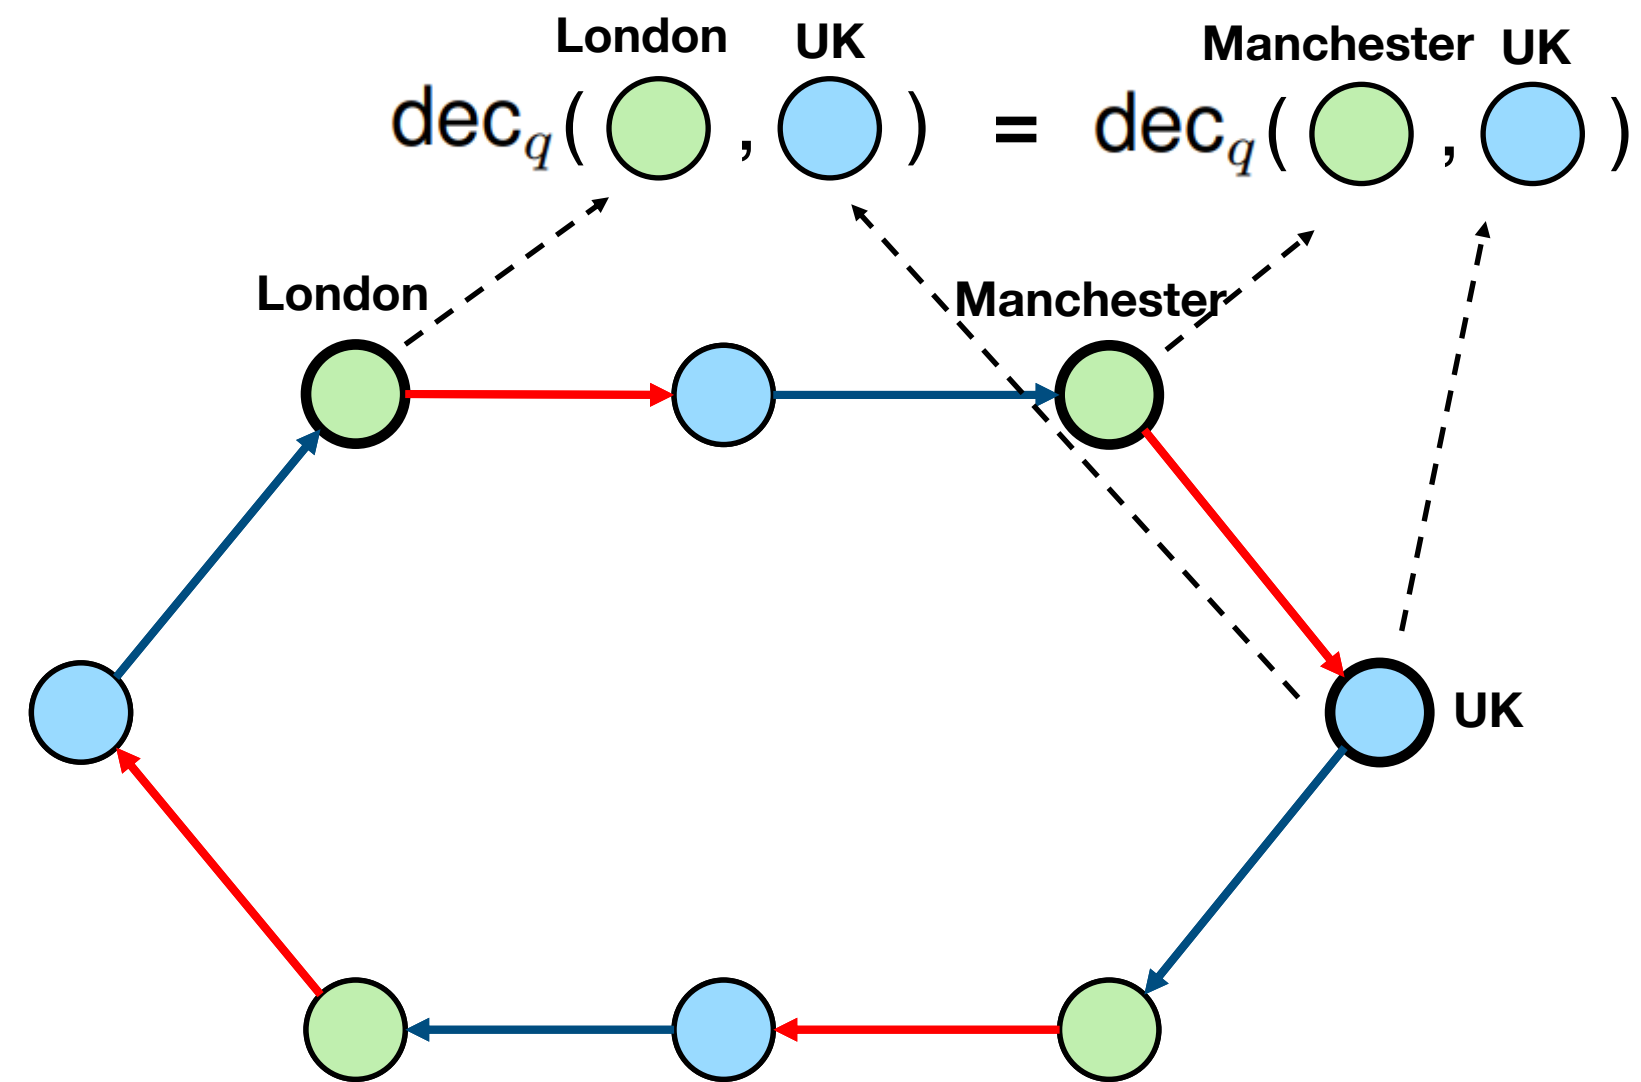 London UK Manchester UK
dec_q( , ) = dec_q( , )
London Manchester
UK